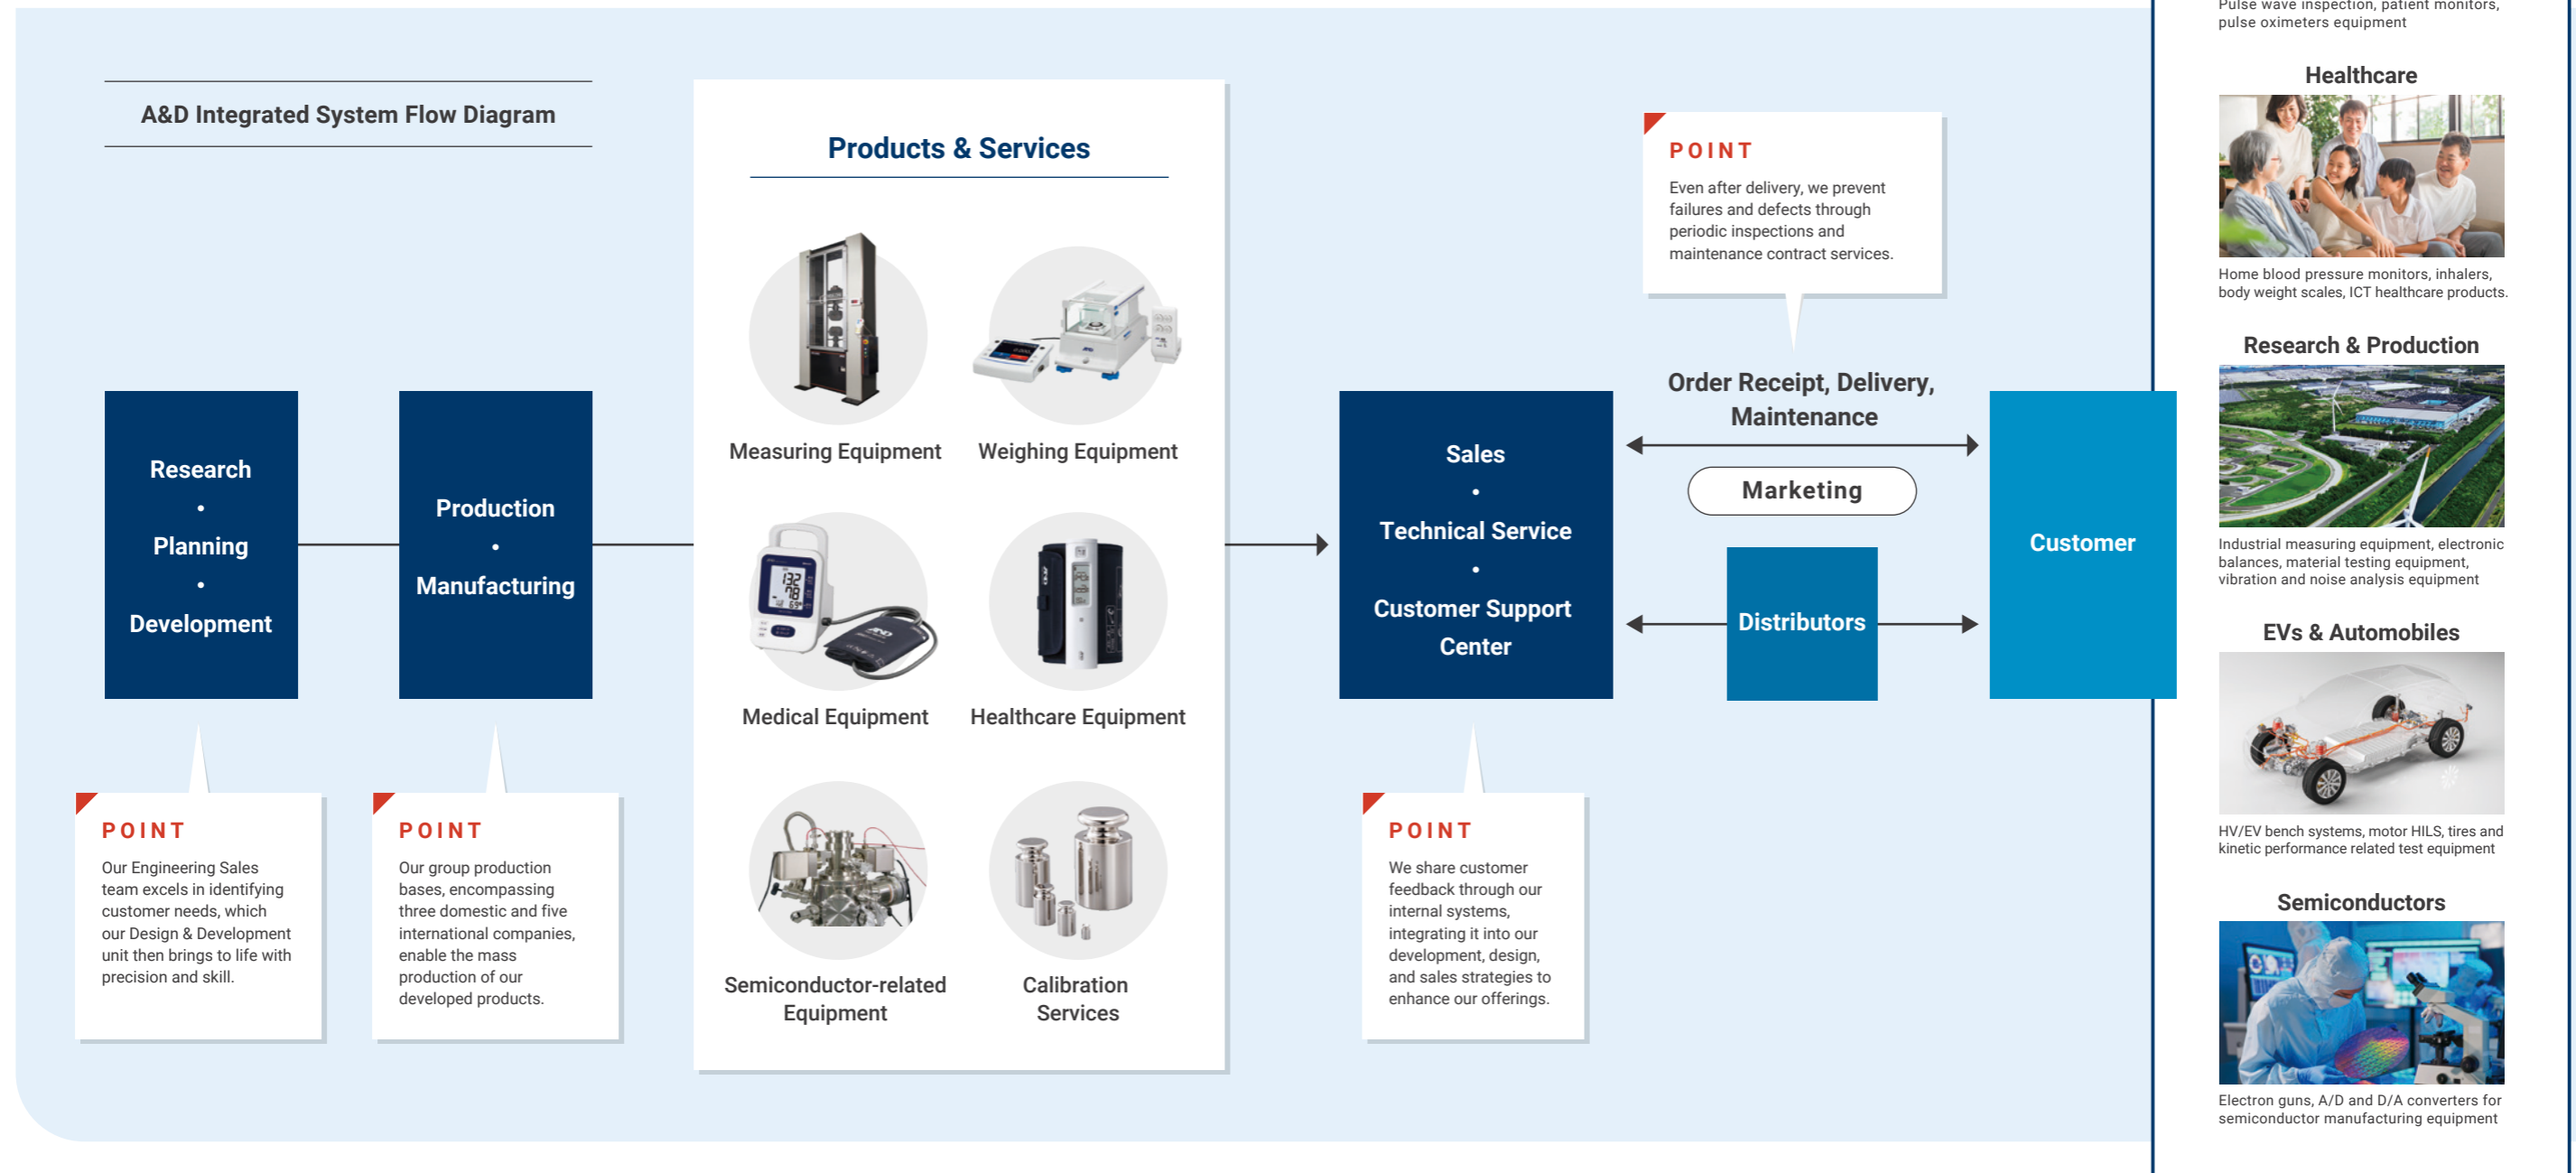 A&D Integrated System Flow Diagram
Research
•
Planning
•
Development
Production
•
Manufacturing
POINT
Our Engineering Sales
team excels in identifying
customer needs, which
our Design & Development
unit then brings to life with
precision and skill.
POINT
Our group production
bases, encompassing
three domestic and five
international companies,
enable the mass
production of our
developed products.
Products & Services
Measuring Equipment
Weighing Equipment
Medical Equipment
Healthcare Equipment
Semiconductor-related
Equipment
Calibration
Services
Sales
•
Technical Service
•
Customer Support
Center
POINT
We share customer
feedback through our
internal systems,
integrating it into our
development, design,
and sales strategies to
enhance our offerings.
POINT
Even after delivery, we prevent
failures and defects through
periodic inspections and
maintenance contract services.
Order Receipt, Delivery,
Maintenance
Marketing
Distributors
Customer
Pulse wave inspection, patient monitors,
pulse oximeters equipment
Healthcare
Home blood pressure monitors, inhalers,
body weight scales, ICT healthcare products.
Research & Production
Industrial measuring equipment, electronic
balances, material testing equipment,
vibration and noise analysis equipment
EVs & Automobiles
HV/EV bench systems, motor HILS, tires and
kinetic performance related test equipment
Semiconductors
Electron guns, A/D and D/A converters for
semiconductor manufacturing equipment